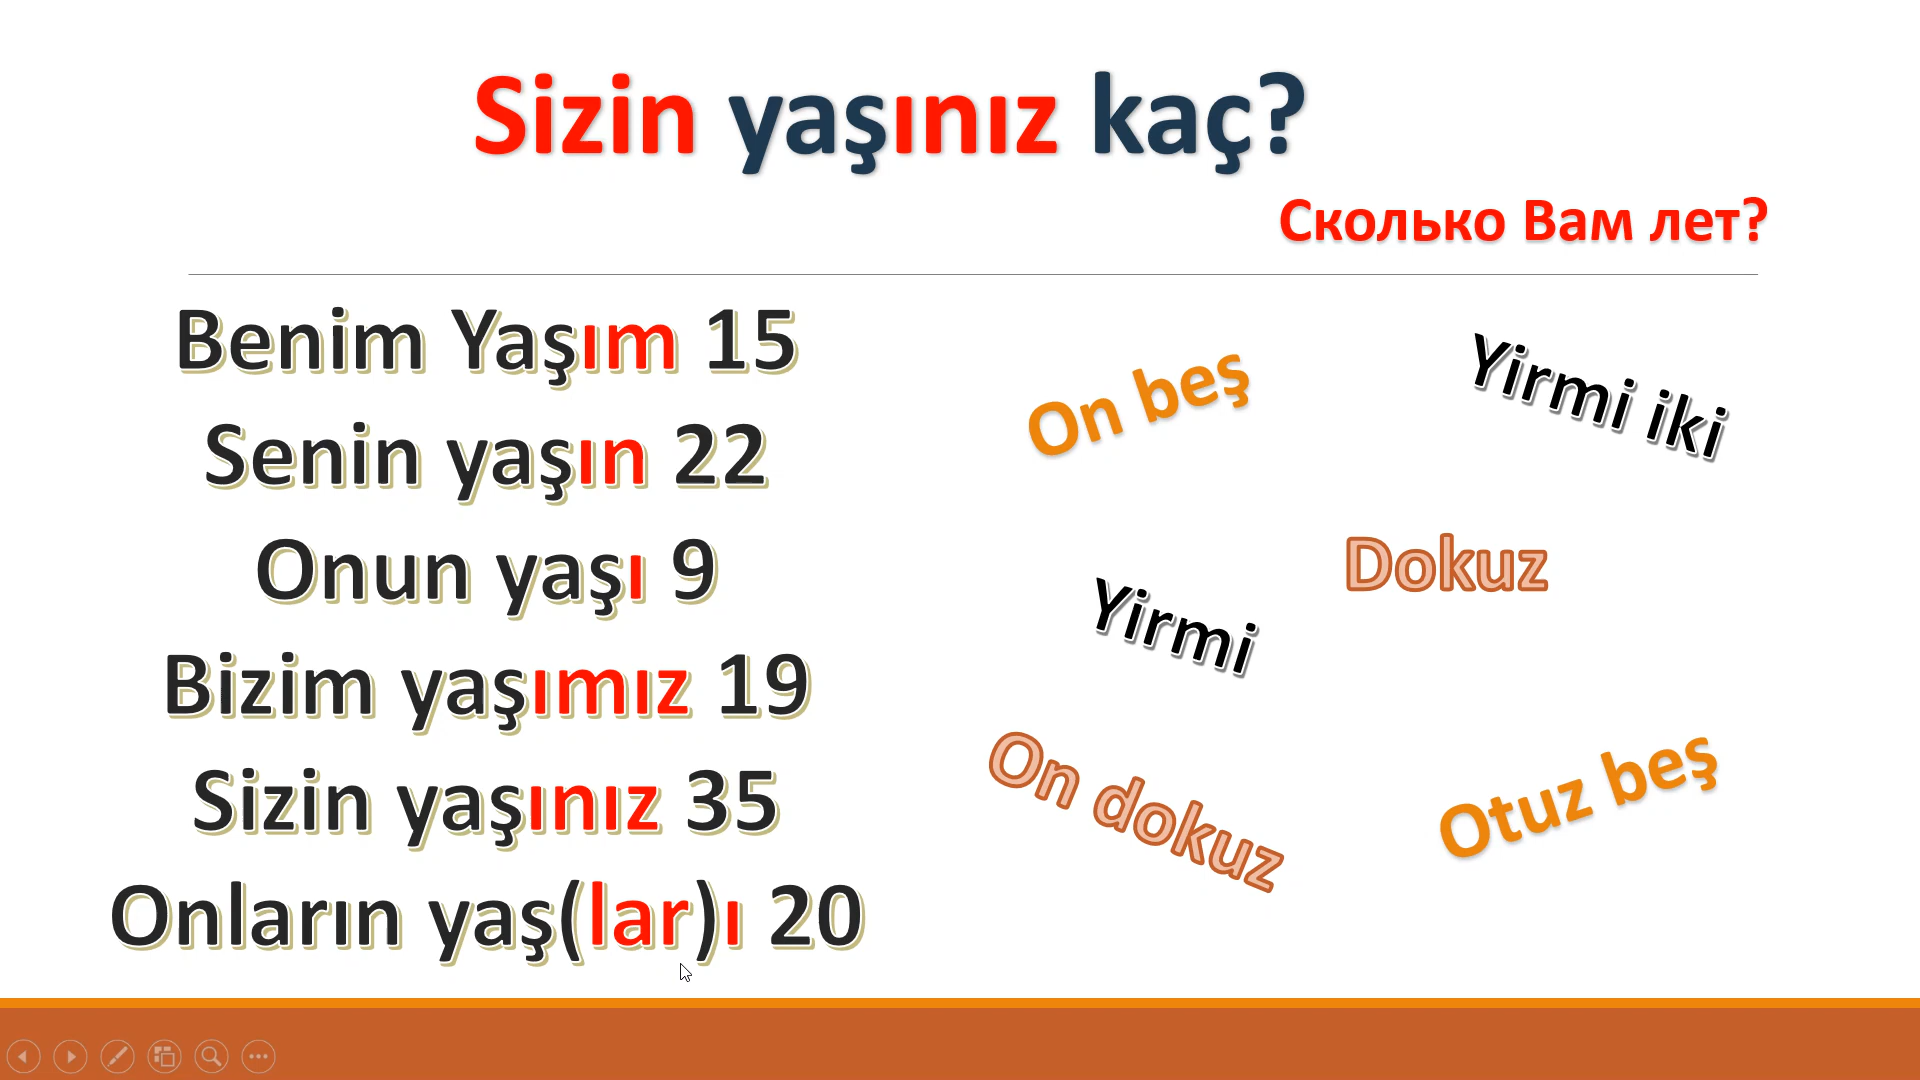 Sizin yaşınız kaç?
Сколько Вам лет?
Benim Yaşım 15
Senin yaşın 22
Onun yaşı 9
Bizim yaşımız 19
Sizin yaşınız 35
Onların yaş(lar)ı 20
On beş
Yirmi iki
Dokuz
Yirmi
On dokuz
Otuz beş